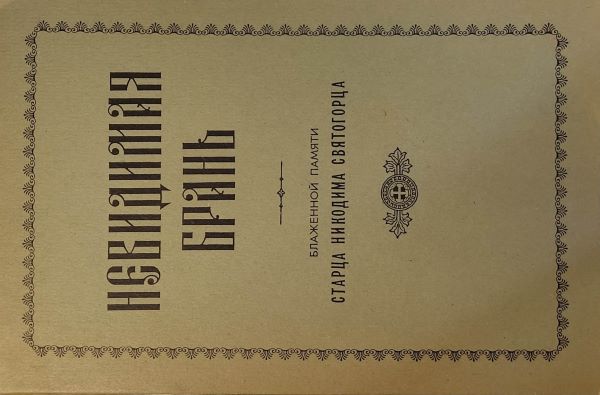 НЕВИДИМАЯ
БРАНЬ
БЛАЖЕННОЙ ПАМЯТИ
СТАРЦА НИКОДИМА СВЯТОГОРЦА